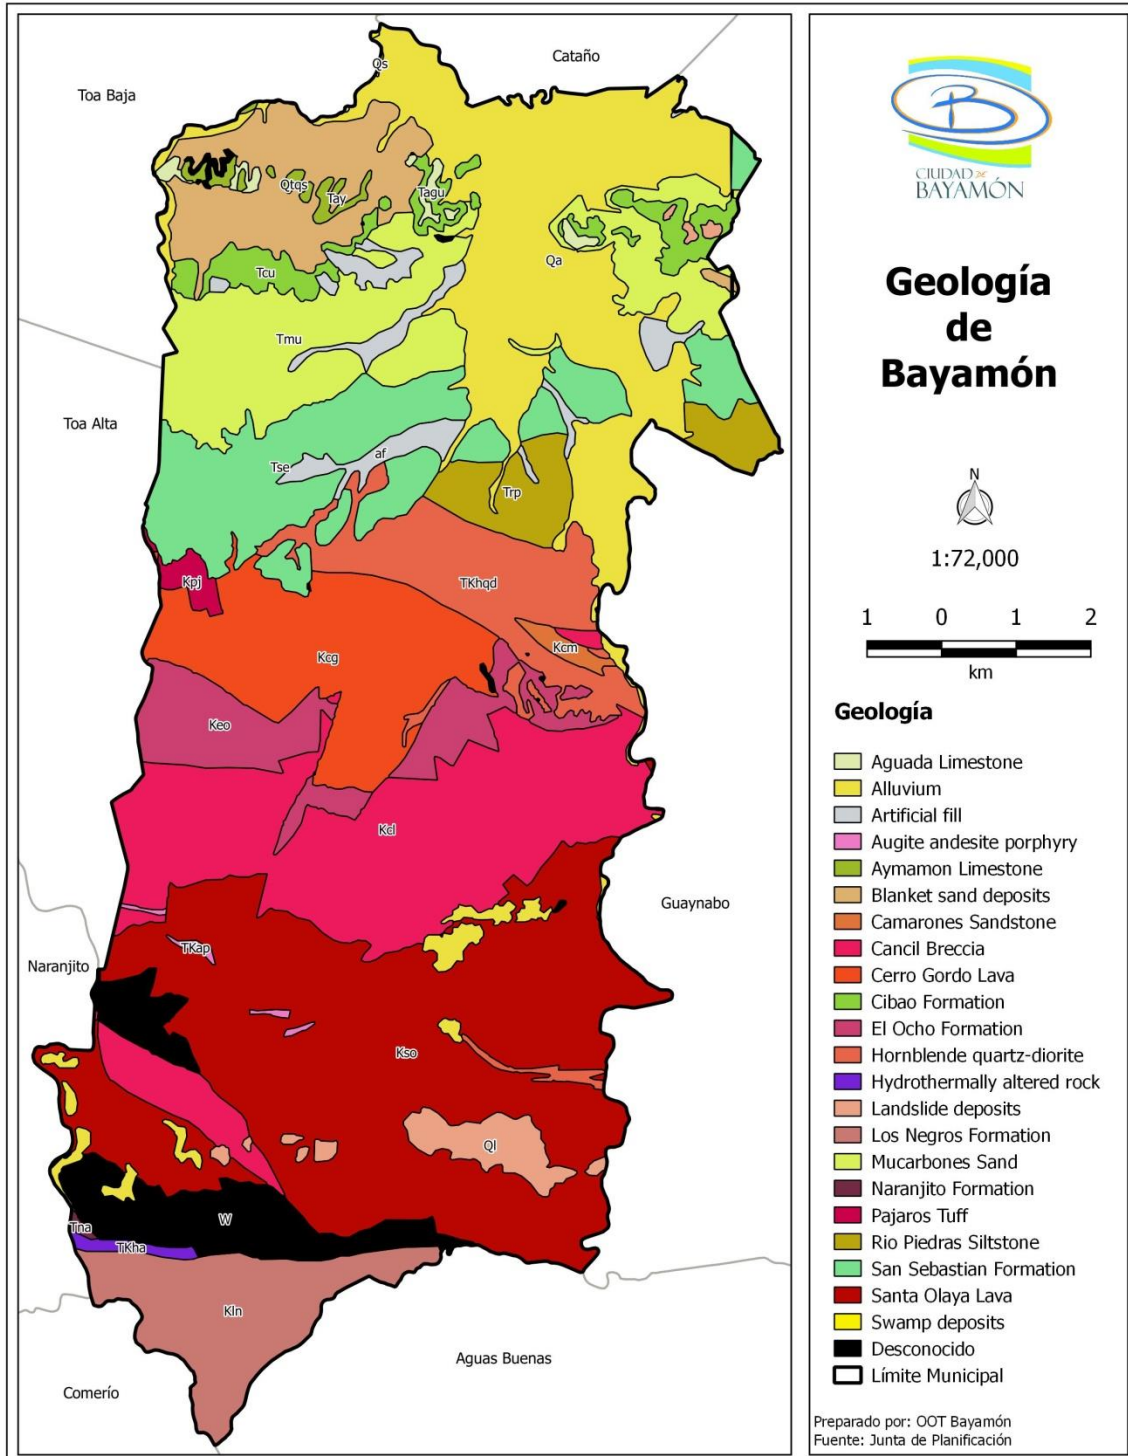 Qs
Cataño
Toa Baja
Qtqs
Tay
Tagu
Qa
Tcu
Tmu
Toa Alta
Tse
af
Trp
Kpj
TKhqd
Kcg
Kcm
Keo
Kcl
Guaynabo
TKap
Naranjito
Kso
Ql
W
Tna
TKha
Kln
Aguas Buenas
Comerío
CIUDAD DE
BAYAMÓN
Geología
de
Bayamón
N
1:72,000
1 0 1 2
km
Geología
Aguada Limestone
Alluvium
Artificial fill
Augite andesite porphyry
Aymamon Limestone
Blanket sand deposits
Camarones Sandstone
Cancil Breccia
Cerro Gordo Lava
Cibao Formation
El Ocho Formation
Hornblende quartz-diorite
Hydrothermally altered rock
Landslide deposits
Los Negros Formation
Mucarbones Sand
Naranjito Formation
Pajaros Tuff
Rio Piedras Siltstone
San Sebastian Formation
Santa Olaya Lava
Swamp deposits
Desconocido
Límite Municipal
Preparado por: OOT Bayamón
Fuente: Junta de Planificación